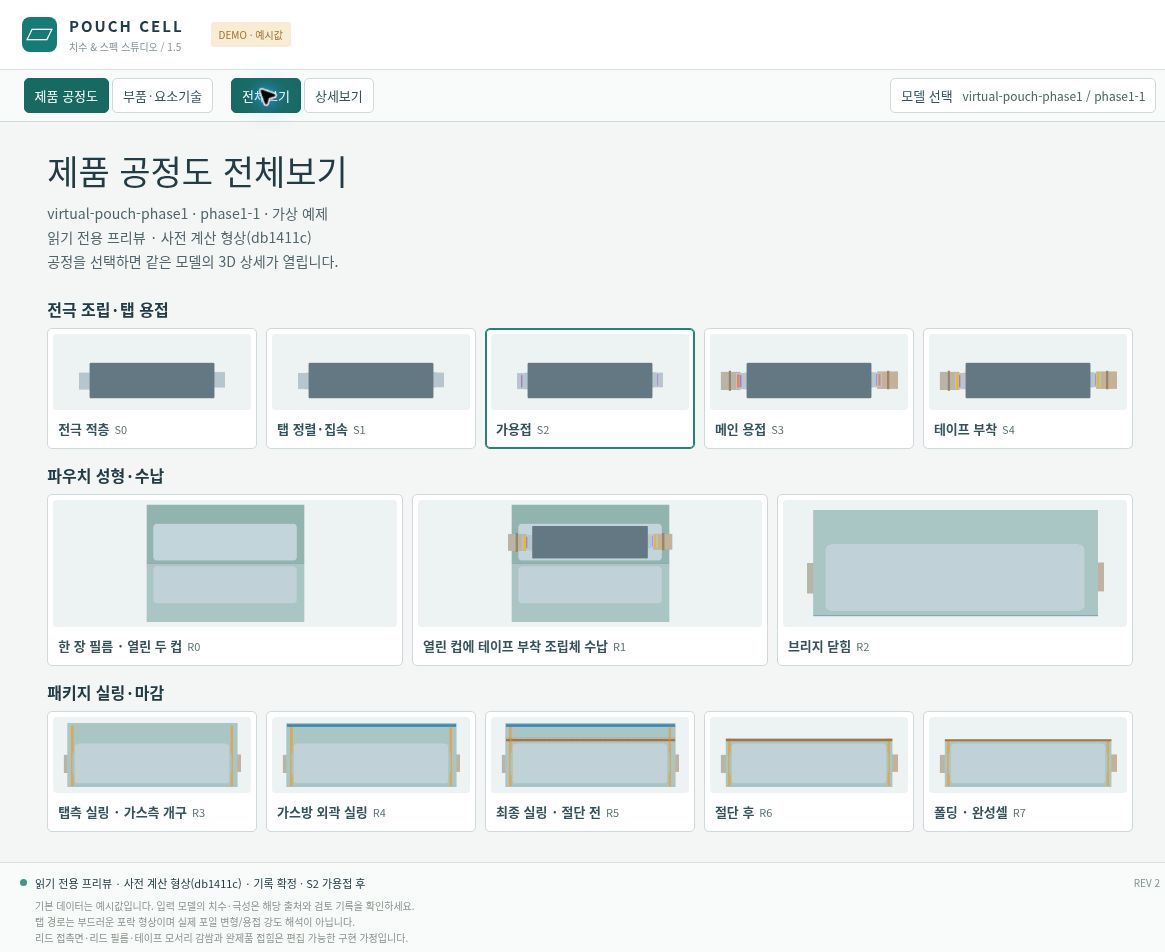 POUCH CELL
치수 & 스펙 스튜디오 / 1.5
DEMO · 예시값
제품 공정도
부품·요소기술
상세보기
모델 선택 virtual-pouch-phase1 / phase1-1
제품 공정도 전체보기
virtual-pouch-phase1 · phase1-1 · 가상 예제
읽기 전용 프리뷰 · 사전 계산 형상(db1411c)
공정을 선택하면 같은 모델의 3D 상세가 열립니다.
전극 조립·탭 용접
전극 적층 S0
탭 정렬·집속 S1
가용접 S2
메인 용접 S3
테이프 부착 S4
파우치 성형·수납
한 장 필름 · 열린 두 컵 R0
열린 컵에 테이프 부착 조립체 수납 R1
브리지 닫힘 R2
패키지 실링·마감
탭측 실링 · 가스측 개구 R3
가스방 외곽 실링 R4
최종 실링 · 절단 전 R5
절단 후 R6
폴딩 · 완성셀 R7
읽기 전용 프리뷰 · 사전 계산 형상(db1411c) · 기록 확정 · S2 가용접 후
REV 2
기본 데이터는 예시값입니다. 입력 모델의 치수·극성은 해당 출처와 검토 기록을 확인하세요.
탭 경로는 부드러운 포락 형상이며 실제 포일 변형/용접 강도 해석이 아닙니다.
리드 접촉면·리드 필름·테이프 모서리 감쌈과 완제품 접힘은 편집 가능한 구현 가정입니다.